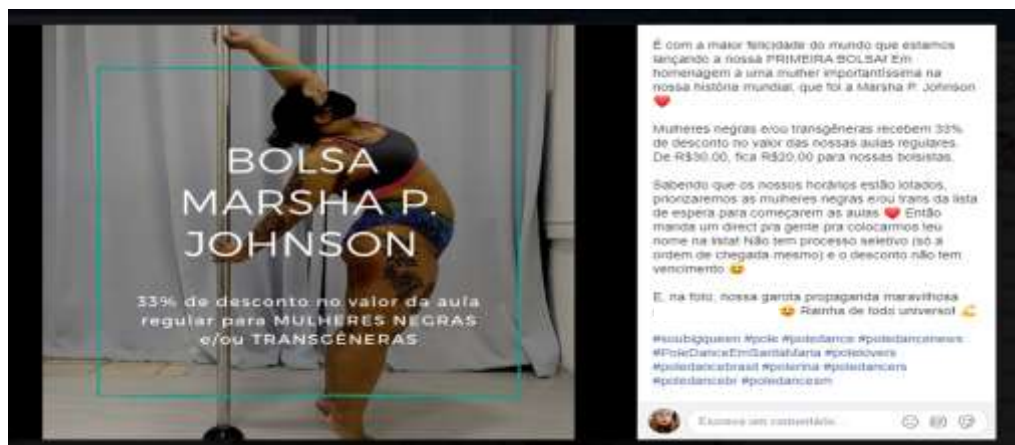 BOLSA
MARSHA P.
JOHNSON
33% de desconto no valor da aula
regular para MULHERES NEGRAS
e/ou TRANSGÊNERAS
É com a maior felicidade do mundo que estamos
lançando a nossa PRIMEIRA BOLSA! Em
homenagem a uma mulher importantíssima na
nossa história mundial, que foi a Marsha P. Johnson
❤️
Mulheres negras e/ou transgêneras recebem 33%
de desconto no valor das nossas aulas regulares.
De R$30,00, fica R$20,00 para nossas bolsistas.
Sabendo que os nossos horários estão lotados,
priorizaremos as mulheres negras e/ou trans da lista
de espera para começarem as aulas ❤️ Então
manda um direct pra gente pra colocarmos teu
nome na lista! Não tem processo seletivo (só a
ordem de chegada mesmo) e o desconto não tem
vencimento 😄
E, na foto, nossa garota propaganda maravilhosa
😄 Rainha de todo universo! 💪
#soubigqueen #pole #poledance #poledancenews
#PoleDanceEmSantaMaria #polelovers
#poledancebrasil #polerina #poledancers
#poledancebr #poledancesm
Escreva um comentário...